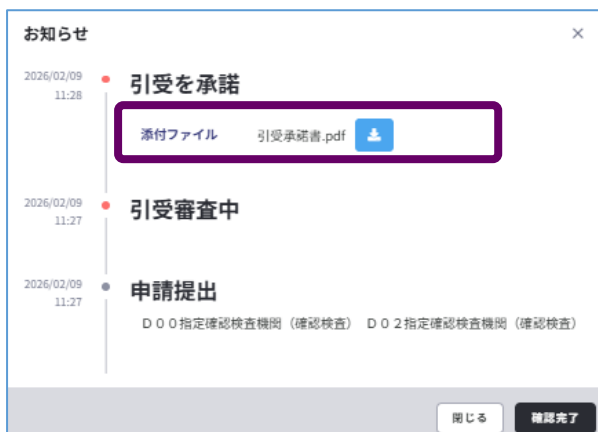 お知らせ
×
2026/02/09
11:28
引受を承諾
添付ファイル 引受承諾書.pdf
2026/02/09
11:27
引受審査中
2026/02/09
11:27
申請提出
D00指定確認検査機関（確認検査） D02指定確認検査機関（確認検査）
閉じる 確認完了